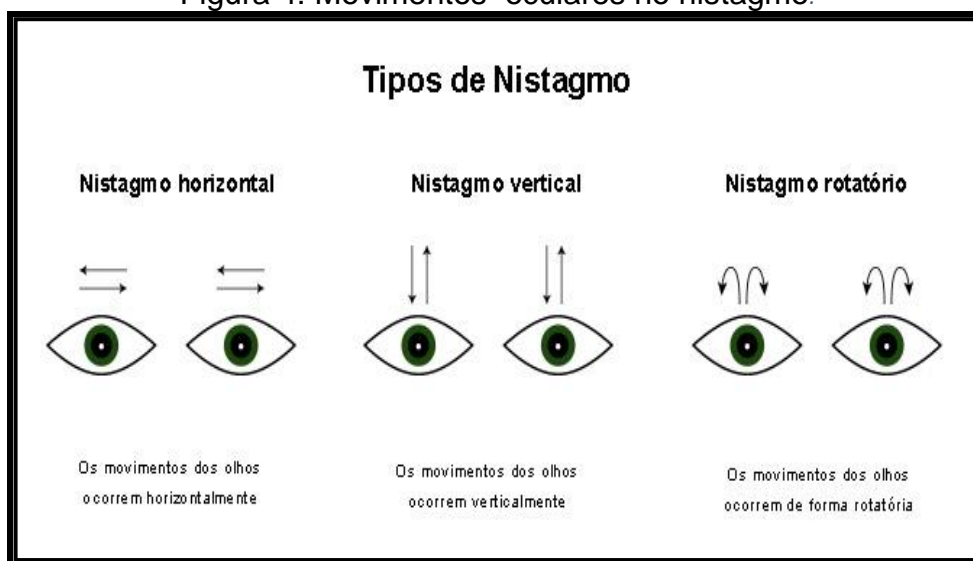 Figura 4. Movimentos oculares no nistagmo.
Tipos de Nistagmo
Nistagmo horizontal
Nistagmo vertical
Nistagmo rotatório
Os movimentos dos olhos
ocorrem horizontalmente
Os movimentos dos olhos
ocorrem verticalmente
Os movimentos dos olhos
ocorrem de forma rotatória